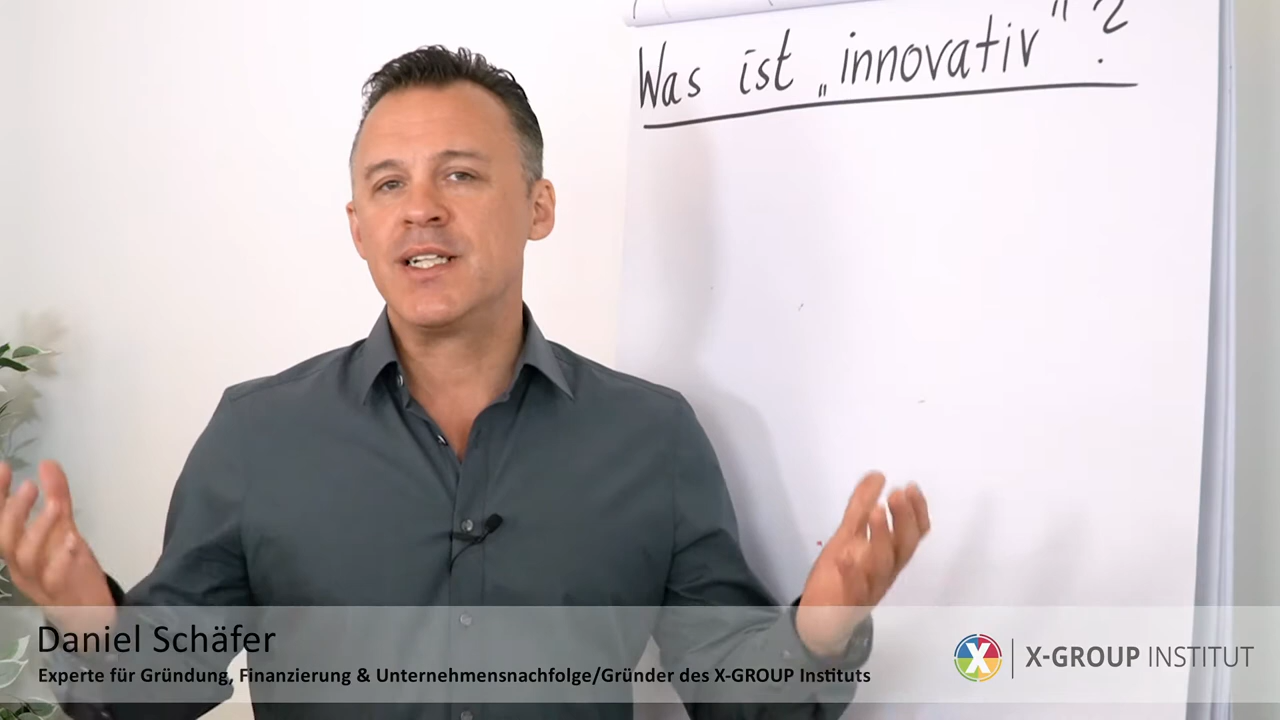 Was ist „innovativ"?
Daniel Schäfer
Experte für Gründung, Finanzierung & Unternehmensnachfolge/Gründer des X-GROUP Instituts
X | X-GROUP INSTITUT